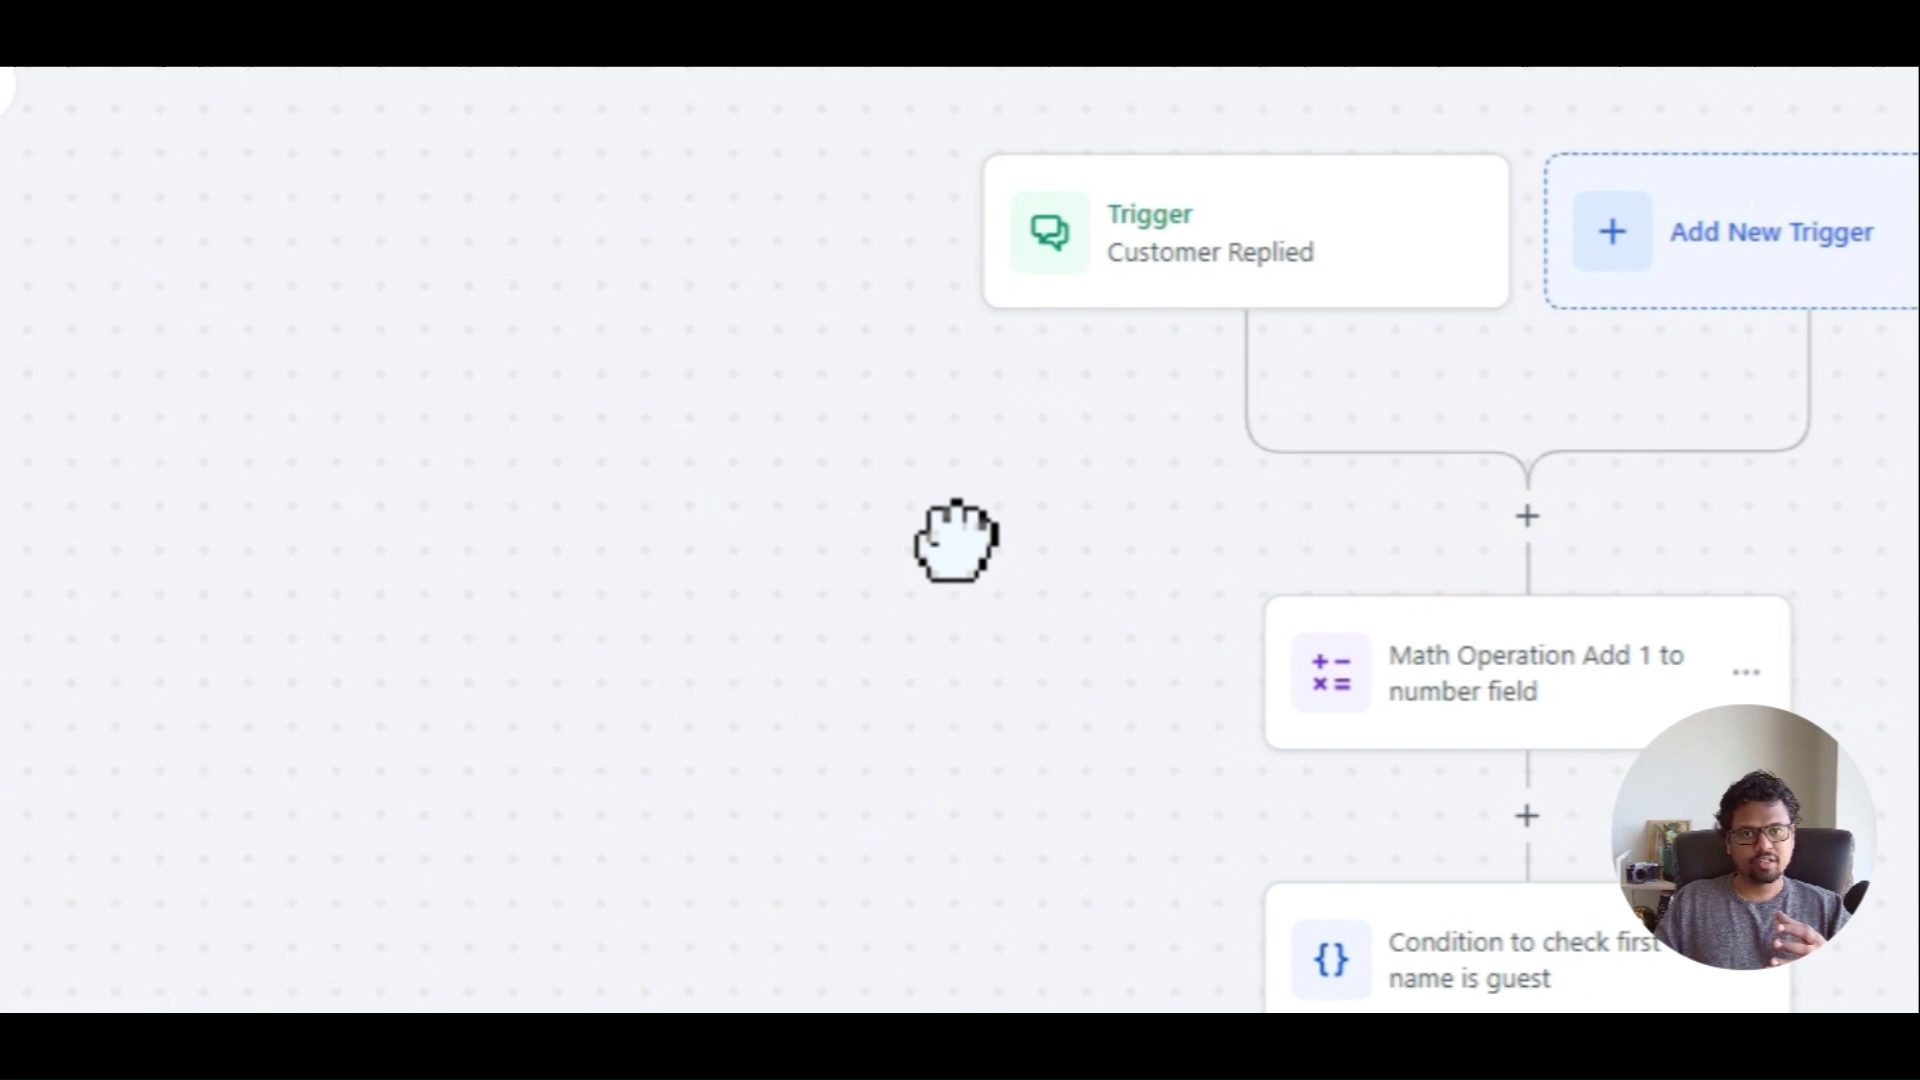 Trigger
Customer Replied
Add New Trigger
Math Operation Add 1 to
number field
Condition to check first
name is guest